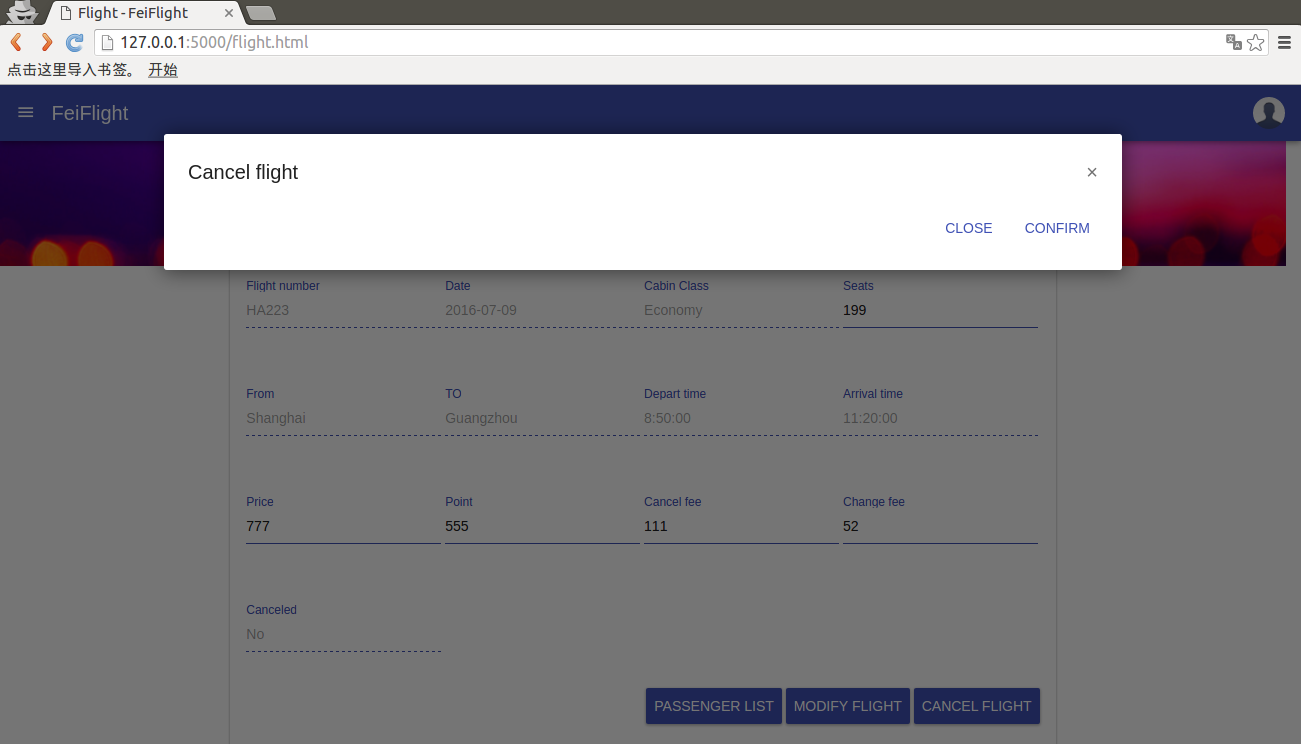 Flight - FeiFlight
127.0.0.1:5000/flight.html
点击这里导入书签。 开始
FeiFlight
Cancel flight ×
CLOSE CONFIRM
Flight number Date Cabin Class Seats
HA223 2016-07-09 Economy 199
From TO Depart time Arrival time
Shanghai Guangzhou 8:50:00 11:20:00
Price Point Cancel fee Change fee
777 555 111 52
Canceled
No
PASSENGER LIST MODIFY FLIGHT CANCEL FLIGHT